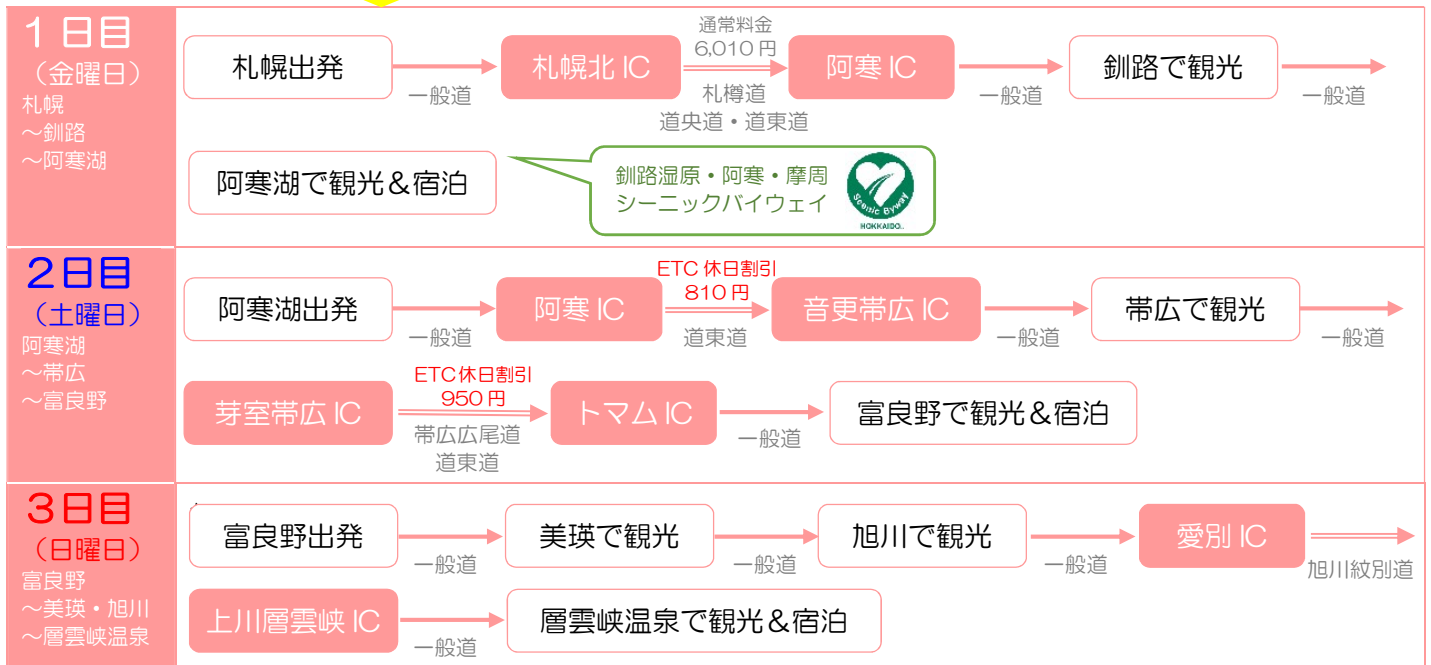 1日目
(金曜日)
札幌
~釧路
~阿寒湖
札幌出発
一般道
札幌北 IC
通常料金
6,010 円
札樽道
道央道・道東道
阿寒 IC
一般道
釧路で観光
一般道
阿寒湖で観光&宿泊
釧路湿原・阿寒・摩周
シーニックバイウェイ
Scenic Byway
HOKKAIDO..
2日目
(土曜日)
阿寒湖
~帯広
~富良野
阿寒湖出発
一般道
阿寒 IC
ETC 休日割引
810 円
道東道
音更帯広 IC
一般道
帯広で観光
一般道
芽室帯広 IC
ETC休日割引
950 円
帯広広尾道
道東道
トマム IC
一般道
富良野で観光&宿泊
3日目
(日曜日)
富良野
~美瑛・旭川
~層雲峡温泉
富良野出発
一般道
美瑛で観光
一般道
旭川で観光
一般道
愛別 IC
旭川紋別道
上川層雲峡 IC
一般道
層雲峡温泉で観光&宿泊